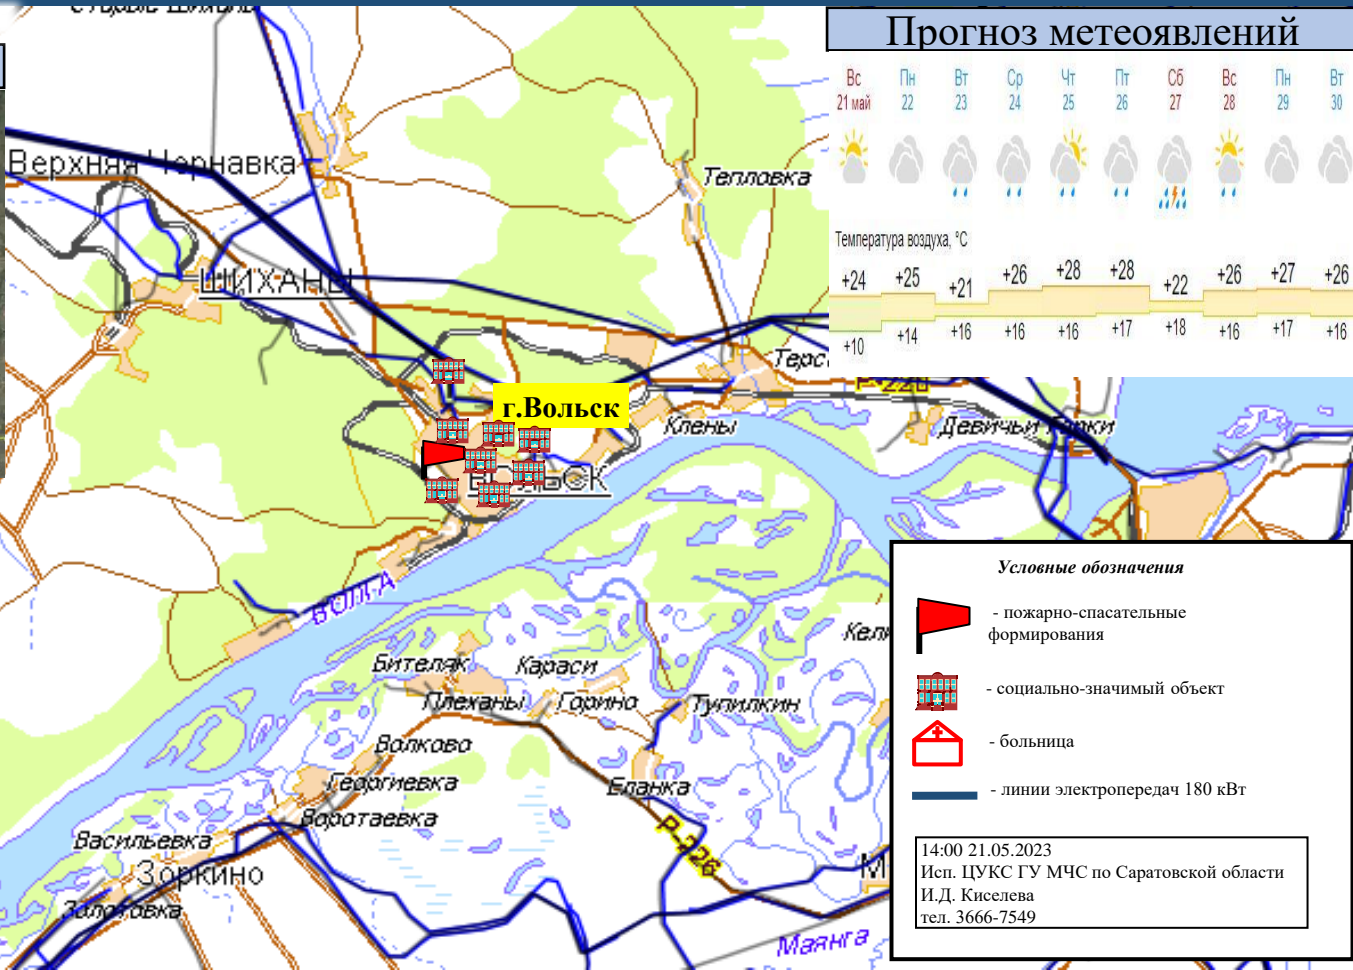 Старые Шиханы
Прогноз метеоявлений
Вс Пн Вт Ср Чт Пт Сб Вс Пн Вт
21 май 22 23 24 25 26 27 28 29 30
Температура воздуха, °C
+24 +25 +21 +26 +28 +28 +22 +26 +27 +26
+10 +14 +16 +16 +16 +17 +18 +16 +17 +16
Верхняя Чернавка
Тепловка
ШИХАНЫ
Терс
Р-228
г.Вольск
Клены
Девичьи Горки
ВОЛЬСК
ВОЛГА
Кели
Бителяк
Караси
Плеханы
Горино
Тупилкин
Волково
Георгиевка
Еланка
Воротаевка
Васильевка
Р-226
Зоркино
М
Золотовка
Маянга
Условные обозначения
- пожарно-спасательные
формирования
- социально-значимый объект
- больница
- линии электропередач 180 кВт
14:00 21.05.2023
Исп. ЦУКС ГУ МЧС по Саратовской области
И.Д. Киселева
тел. 3666-7549